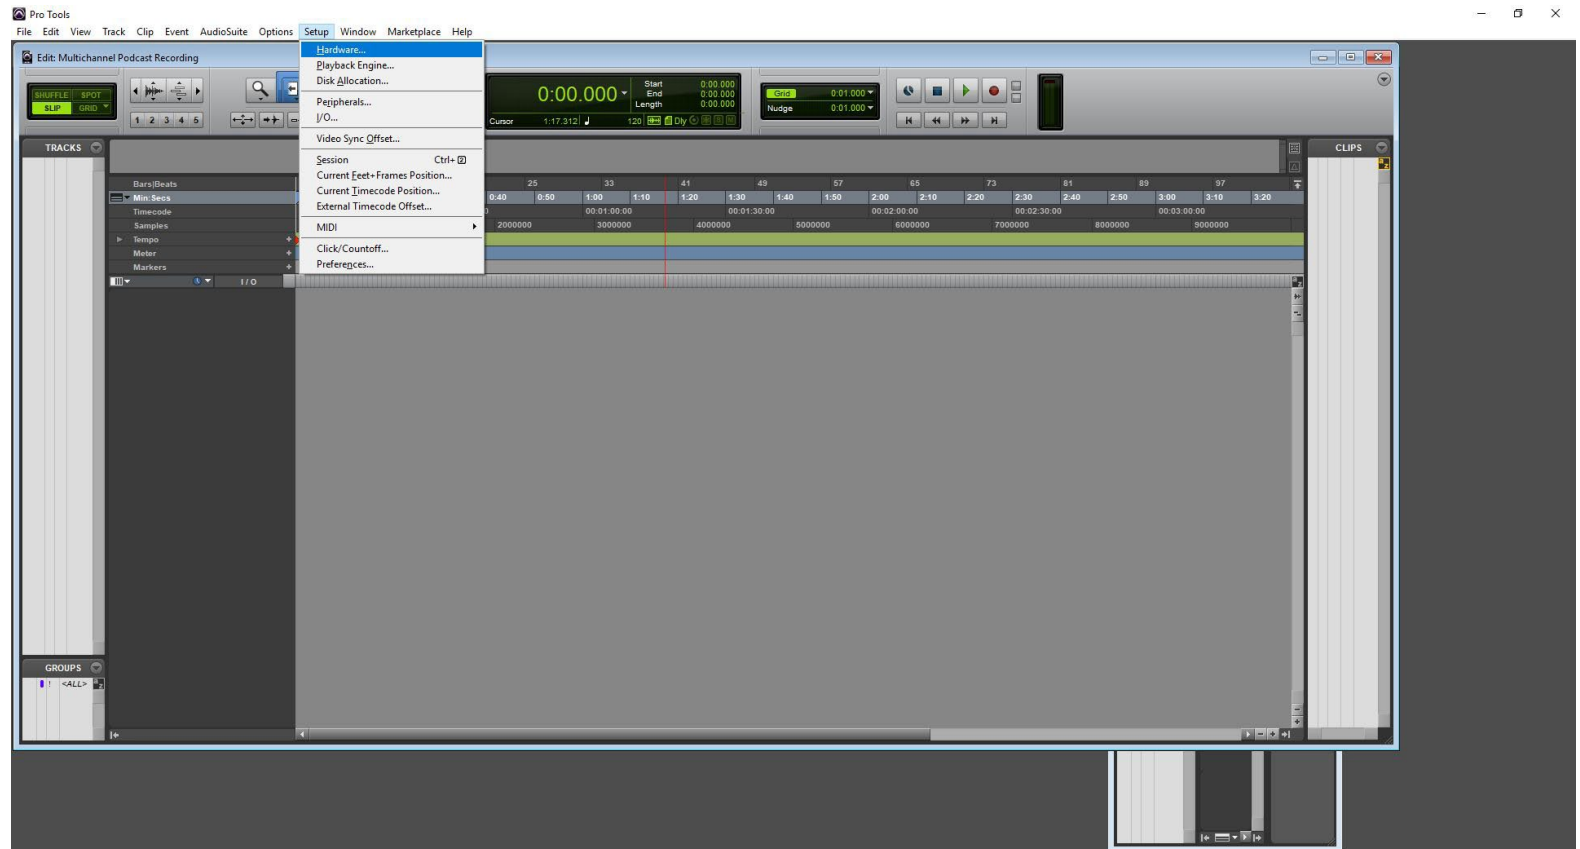 Pro Tools
File Edit View Track Clip Event AudioSuite Options Setup Window Marketplace Help
Edit: Multichannel Podcast Recording
Hardware...
Playback Engine...
Disk Allocation...
Peripherals...
I/O...
Video Sync Offset...
Session Ctrl+ 2
Current Feet+Frames Position...
Current Timecode Position...
External Timecode Offset...
MIDI
Click/Countoff...
Preferences...
SHUFFLE SPOT
SLIP GRID
1 2 3 4 5
0:00.000
Start 0:00.000
End 0:00.000
Length 0:00.000
Cursor 1:17.312 120 Dly
Grid 0:01.000
Nudge 0:01.000
TRACKS
CLIPS
Bars|Beats 25 33 41 49 57 65 73 81 89 97
Min:Secs 0:40 0:50 1:00 1:10 1:20 1:30 1:40 1:50 2:00 2:10 2:20 2:30 2:40 2:50 3:00 3:10 3:20
Timecode 00:01:00:00 00:01:30:00 00:02:00:00 00:02:30:00 00:03:00:00
Samples 2000000 3000000 4000000 5000000 6000000 7000000 8000000 9000000
Tempo
Meter
Markers
I / O
GROUPS
! <ALL>